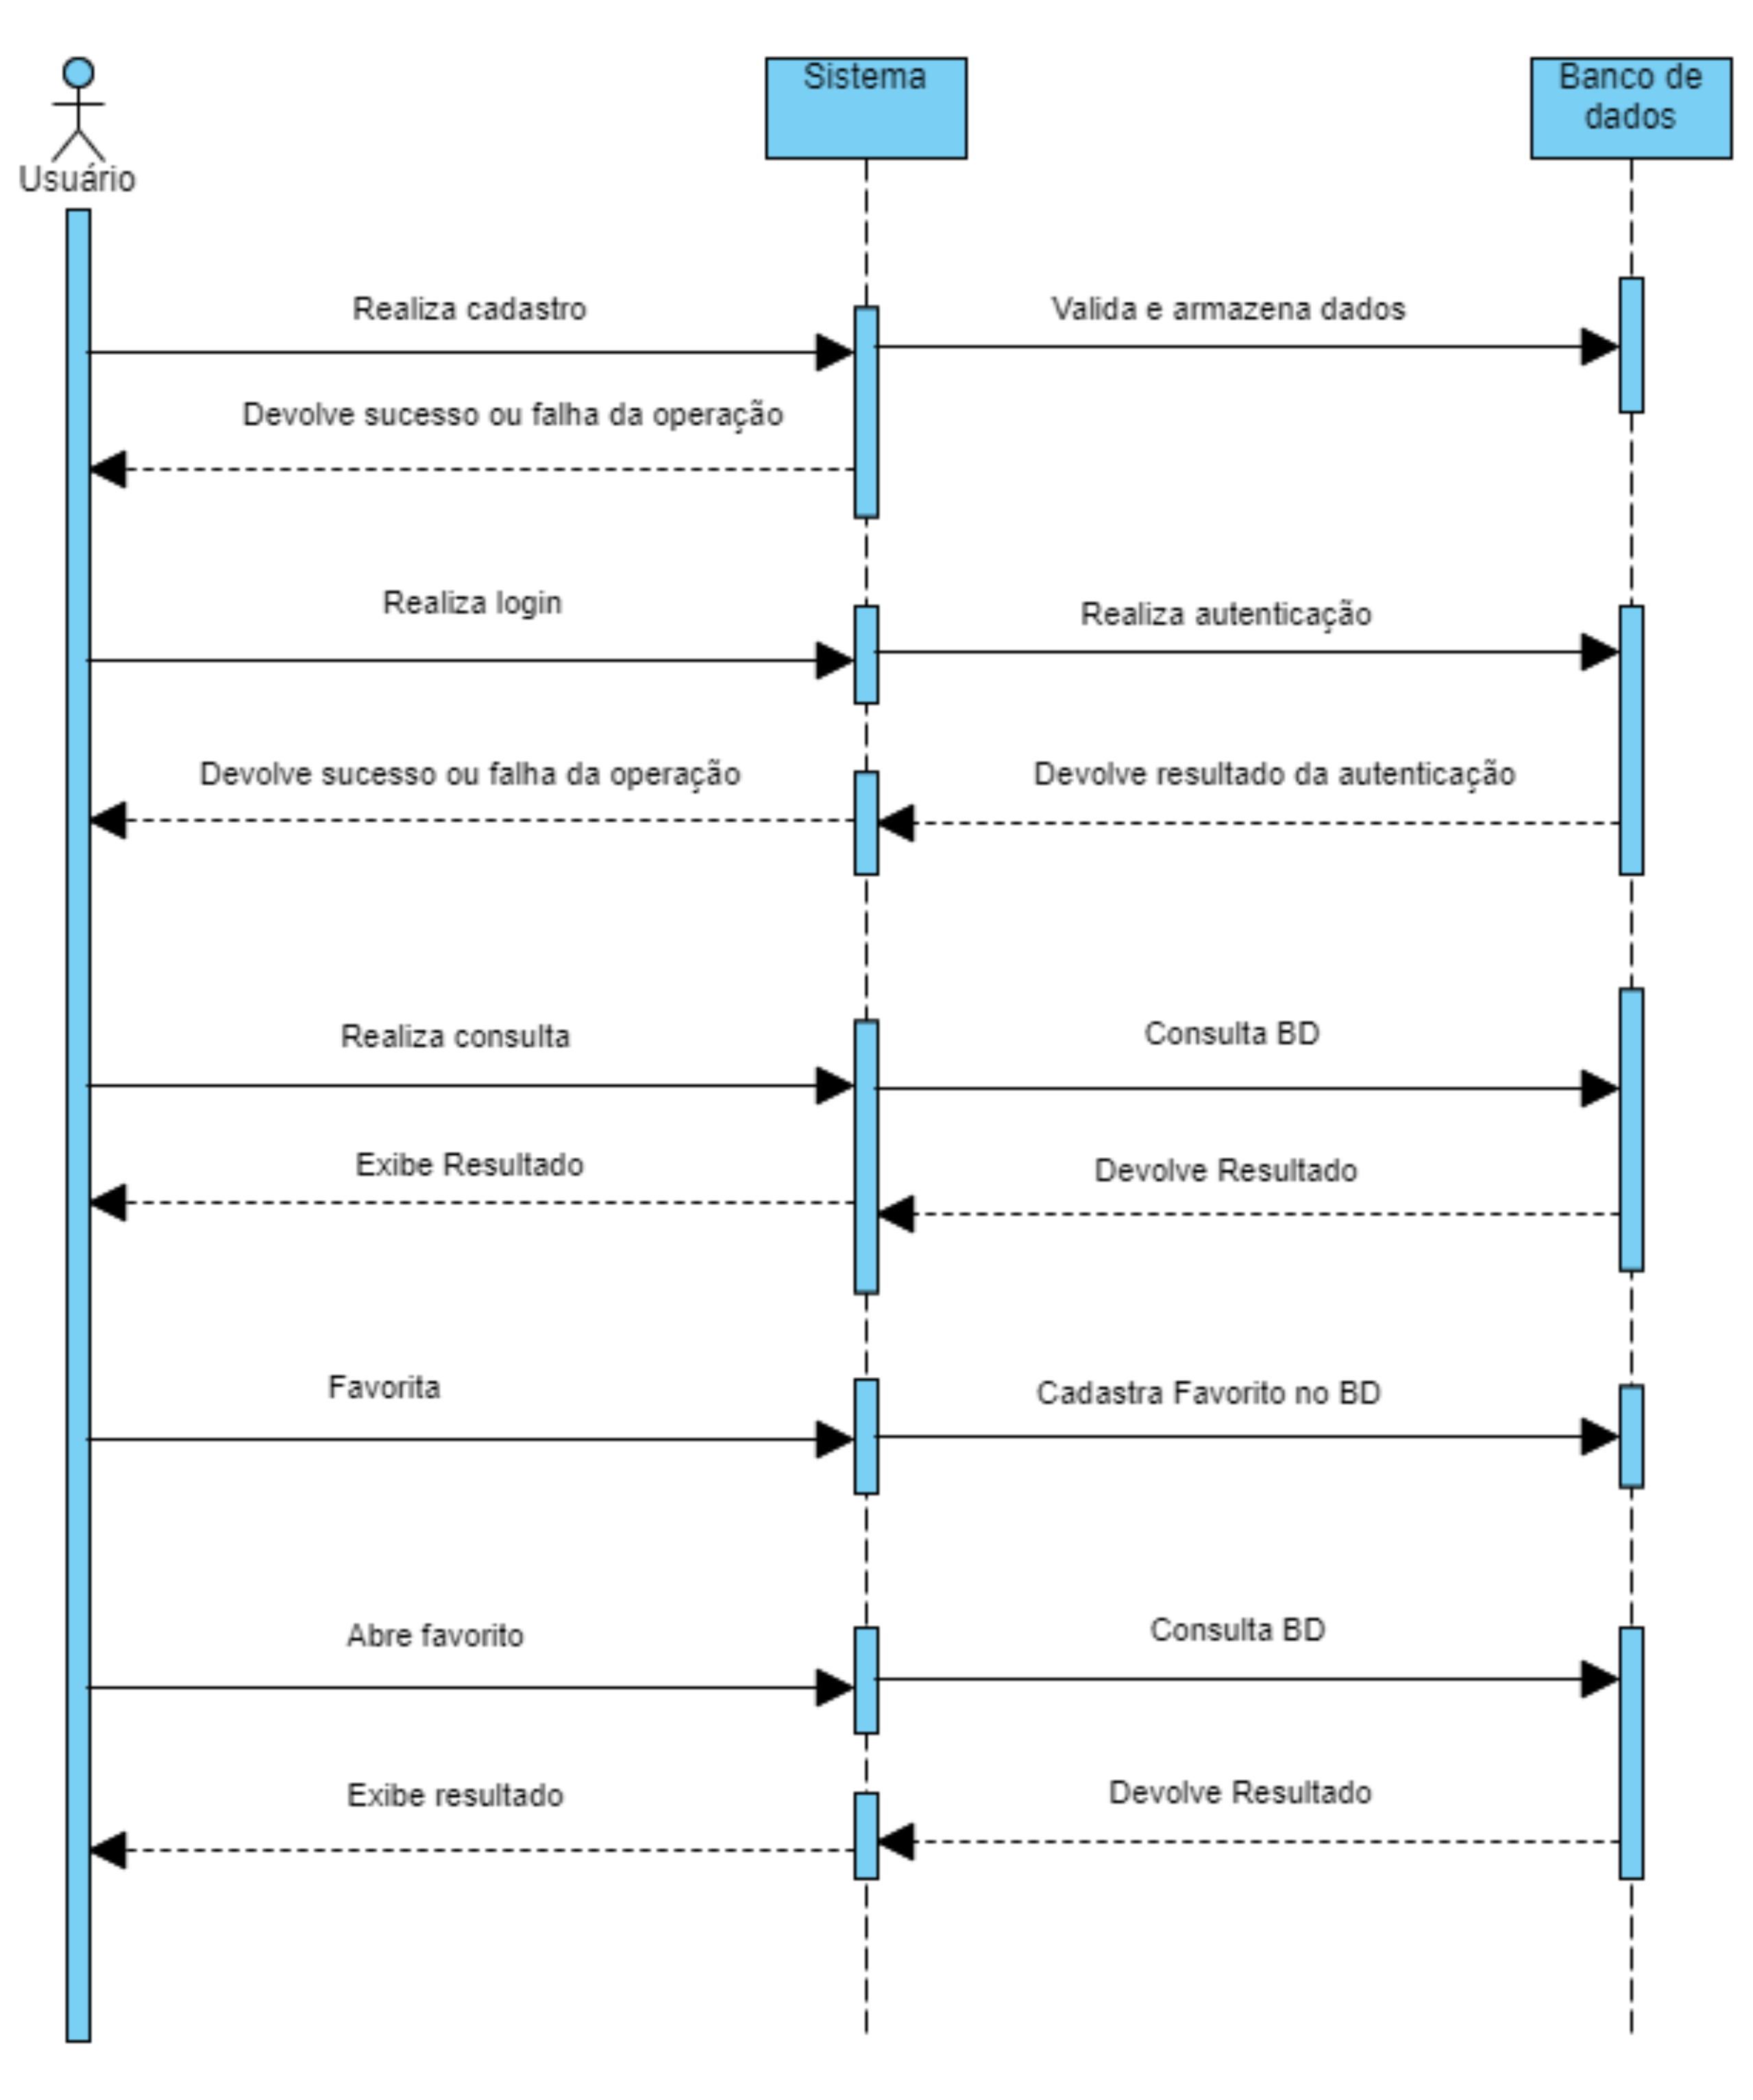 Usuário
Sistema
Banco de
dados
Realiza cadastro
Valida e armazena dados
Devolve sucesso ou falha da operação
Realiza login
Realiza autenticação
Devolve sucesso ou falha da operação
Devolve resultado da autenticação
Realiza consulta
Consulta BD
Exibe Resultado
Devolve Resultado
Favorita
Cadastra Favorito no BD
Abre favorito
Consulta BD
Exibe resultado
Devolve Resultado